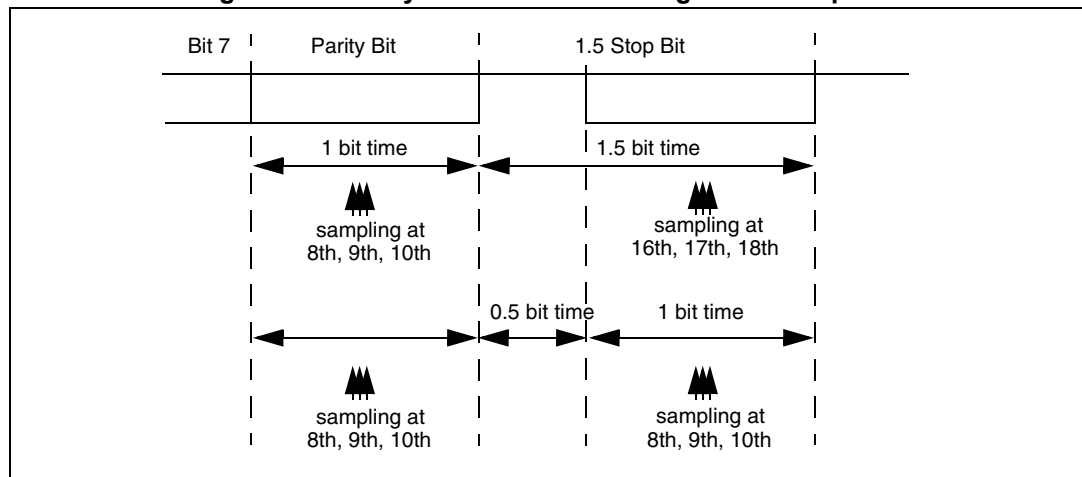 Bit 7 Parity Bit 1.5 Stop Bit
1 bit time 1.5 bit time
sampling at
8th, 9th, 10th
sampling at
16th, 17th, 18th
0.5 bit time 1 bit time
sampling at
8th, 9th, 10th
sampling at
8th, 9th, 10th